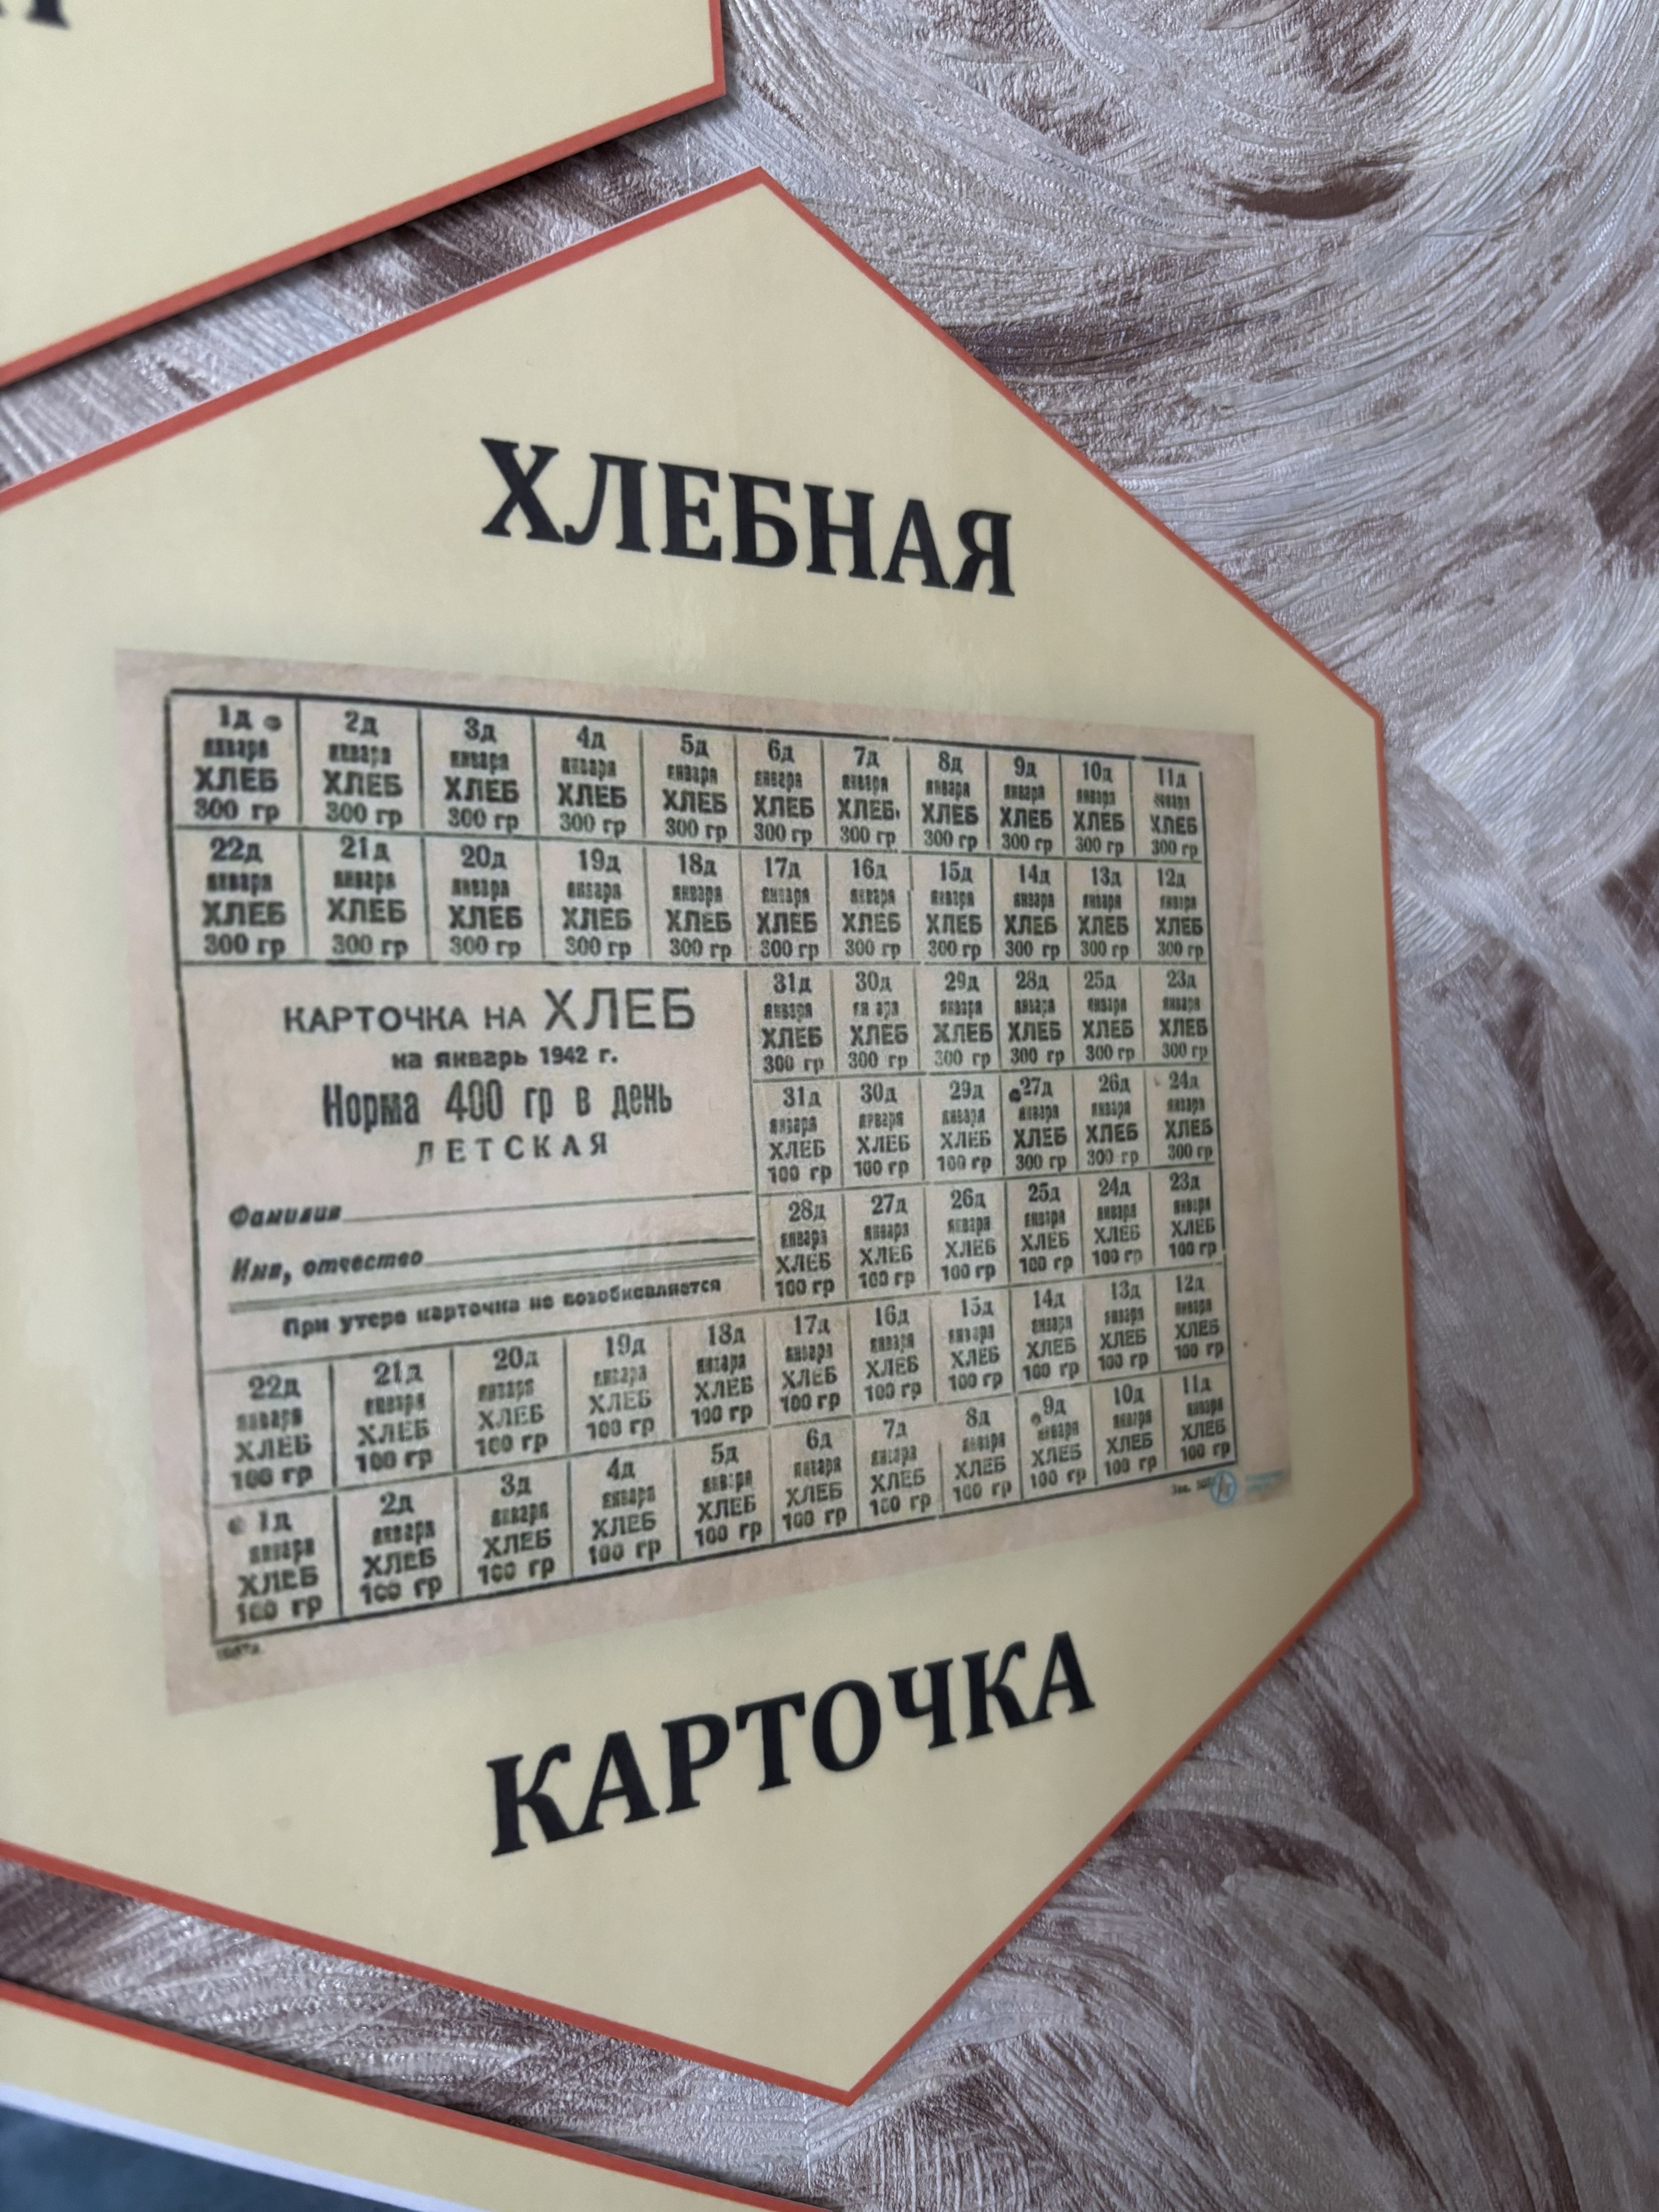 ХЛЕБНАЯ
1д 2д 3д 4д 5д 6д 7д 8д 9д 10д 11д
января января января января января января января января января января января
ХЛЕБ ХЛЕБ ХЛЕБ ХЛЕБ ХЛЕБ ХЛЕБ ХЛЕБ ХЛЕБ ХЛЕБ ХЛЕБ ХЛЕБ
300 гр 300 гр 300 гр 300 гр 300 гр 300 гр 300 гр 300 гр 300 гр 300 гр 300 гр
22д 21д 20д 19д 18д 17д 16д 15д 14д 13д 12д
января января января января января января января января января января января
ХЛЕБ ХЛЕБ ХЛЕБ ХЛЕБ ХЛЕБ ХЛЕБ ХЛЕБ ХЛЕБ ХЛЕБ ХЛЕБ ХЛЕБ
300 гр 300 гр 300 гр 300 гр 300 гр 300 гр 300 гр 300 гр 300 гр 300 гр 300 гр
КАРТОЧКА НА ХЛЕБ
на январь 1942 г.
Норма 400 гр в день
ДЕТСКАЯ
Фамилия
Имя, отчество
При утере карточка не возобновляется
31д 30д 29д 28д 25д 23д
января января января января января января
ХЛЕБ ХЛЕБ ХЛЕБ ХЛЕБ ХЛЕБ ХЛЕБ
300 гр 300 гр 300 гр 300 гр 300 гр 300 гр
31д 30д 29д 27д 26д 24д
января января января января января января
ХЛЕБ ХЛЕБ ХЛЕБ ХЛЕБ ХЛЕБ ХЛЕБ
100 гр 100 гр 100 гр 300 гр 300 гр 300 гр
28д 27д 26д 25д 24д 23д
января января января января января января
ХЛЕБ ХЛЕБ ХЛЕБ ХЛЕБ ХЛЕБ ХЛЕБ
100 гр 100 гр 100 гр 100 гр 100 гр 100 гр
22д 21д 20д 19д 18д 17д 16д 15д 14д 13д 12д
января января января января января января января января января января января
ХЛЕБ ХЛЕБ ХЛЕБ ХЛЕБ ХЛЕБ ХЛЕБ ХЛЕБ ХЛЕБ ХЛЕБ ХЛЕБ ХЛЕБ
100 гр 100 гр 100 гр 100 гр 100 гр 100 гр 100 гр 100 гр 100 гр 100 гр 100 гр
1д 2д 3д 4д 5д 6д 7д 8д 9д 10д 11д
января января января января января января января января января января января
ХЛЕБ ХЛЕБ ХЛЕБ ХЛЕБ ХЛЕБ ХЛЕБ ХЛЕБ ХЛЕБ ХЛЕБ ХЛЕБ ХЛЕБ
100 гр 100 гр 100 гр 100 гр 100 гр 100 гр 100 гр 100 гр 100 гр 100 гр 100 гр
Зак.
КАРТОЧКА